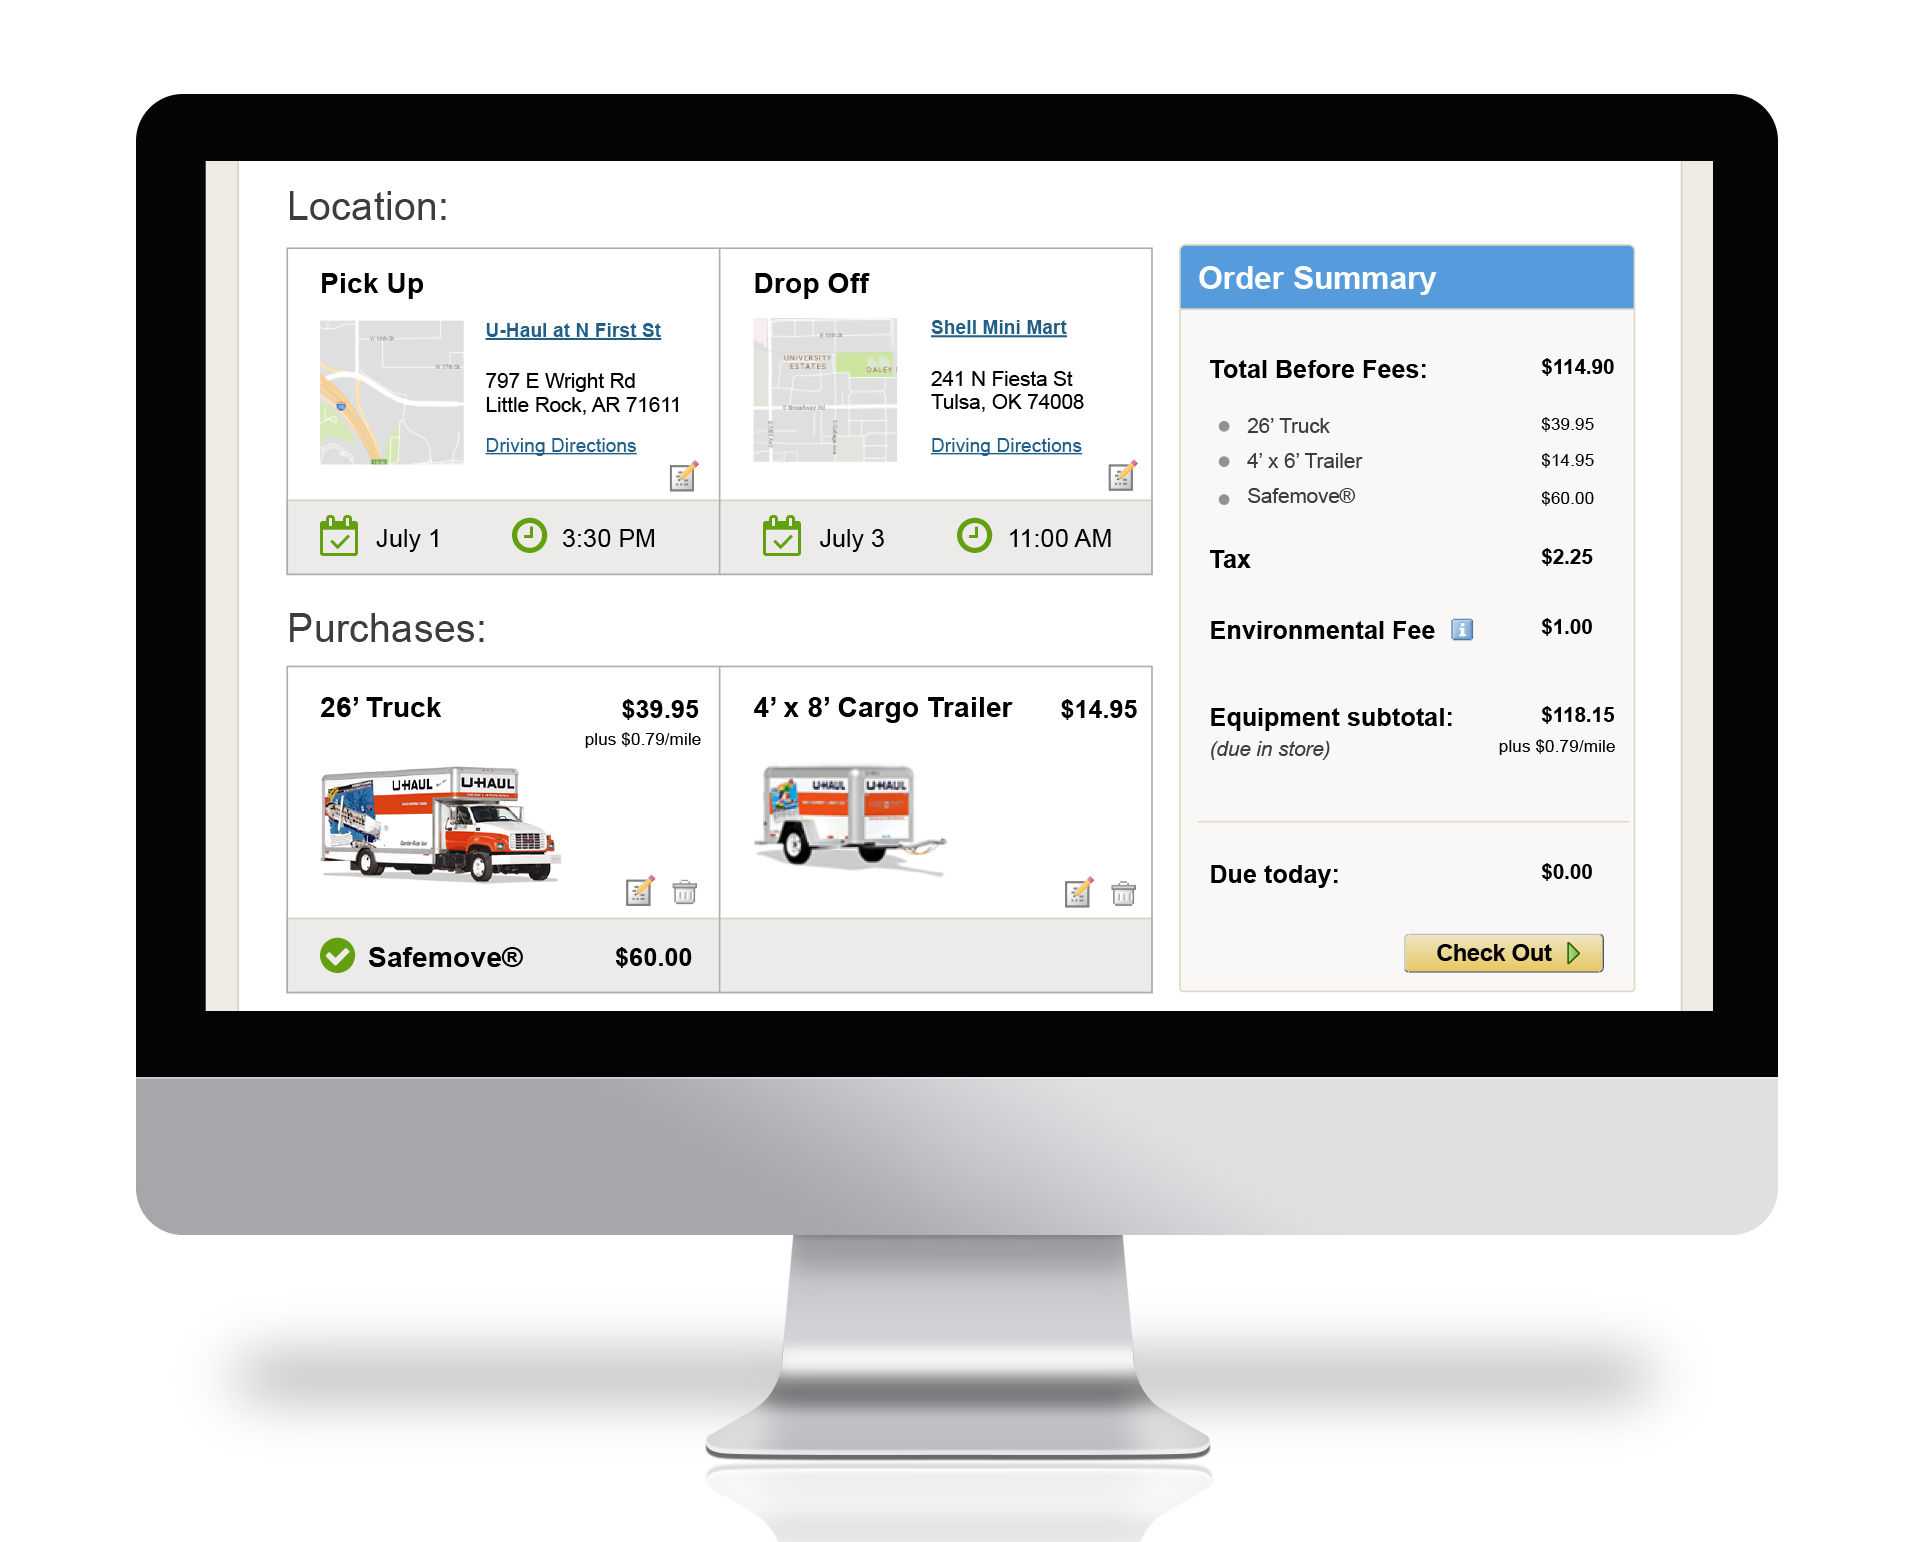 Location:
Pick Up
U-Haul at N First St
797 E Wright Rd
Little Rock, AR 71611
Driving Directions
July 1
3:30 PM
Drop Off
UNIVERSITY
ESTATES
DALEY
E Broadway Rd
Shell Mini Mart
241 N Fiesta St
Tulsa, OK 74008
Driving Directions
July 3
11:00 AM
Purchases:
26’ Truck
$39.95
plus $0.79/mile
U-HAUL
U-HAUL
Safemove®
$60.00
4’ x 8’ Cargo Trailer
$14.95
U-HAUL
U-HAUL
Order Summary
Total Before Fees: $114.90
26’ Truck $39.95
4’ x 6’ Trailer $14.95
Safemove® $60.00
Tax $2.25
Environmental Fee i $1.00
Equipment subtotal: $118.15
(due in store) plus $0.79/mile
Due today: $0.00
Check Out